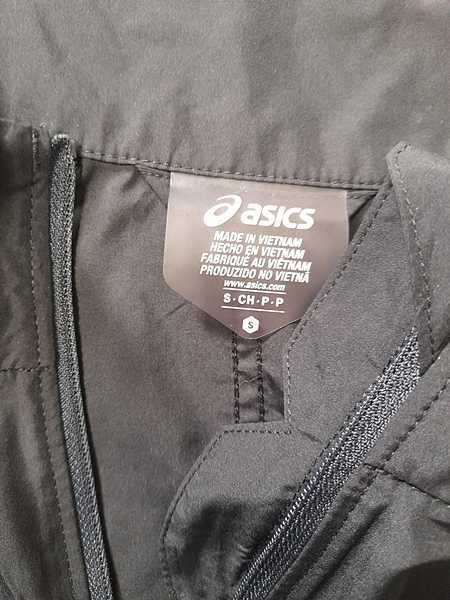 asics
MADE IN VIETNAM
HECHO EN VIETNAM
FABRIQUÉ AU VIÊTNAM
PRODUZIDO NO VIETNÃ
www.asics.com
S·CH·P·P
S